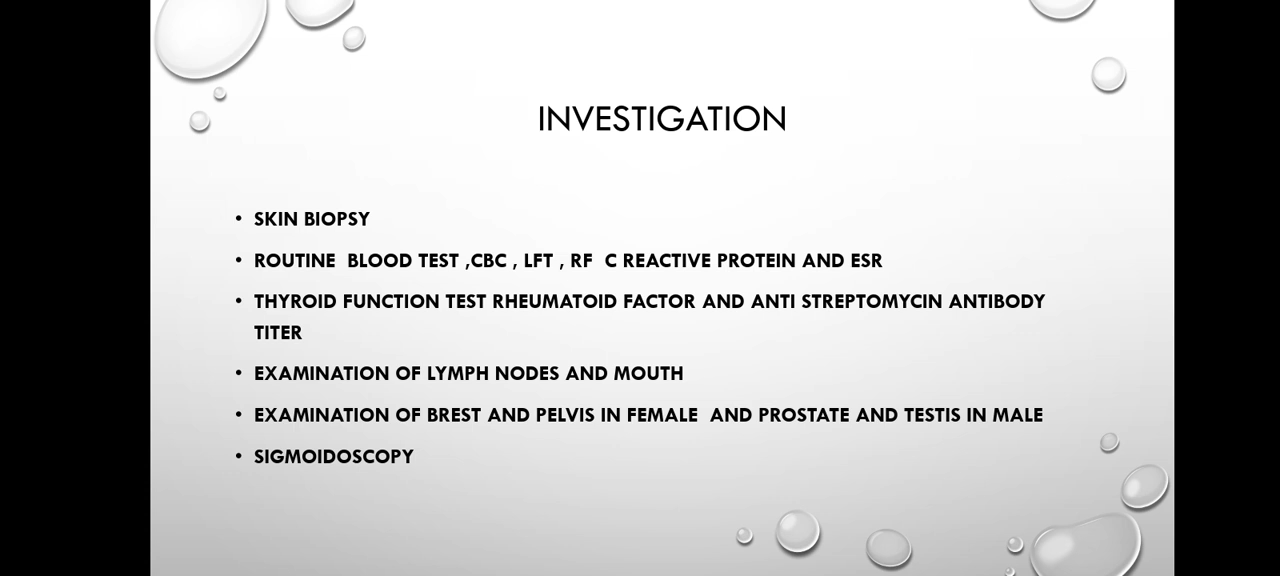 INVESTIGATION
• SKIN BIOPSY
• ROUTINE  BLOOD TEST ,CBC , LFT , RF  C REACTIVE PROTEIN AND ESR
• THYROID FUNCTION TEST RHEUMATOID FACTOR AND ANTI STREPTOMYCIN ANTIBODY
TITER
• EXAMINATION OF LYMPH NODES AND MOUTH
• EXAMINATION OF BREST AND PELVIS IN FEMALE  AND PROSTATE AND TESTIS IN MALE
• SIGMOIDOSCOPY